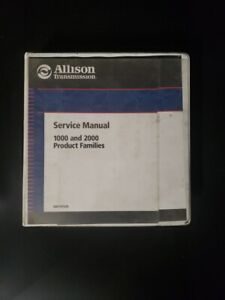 Allison
Transmission
Service Manual
1000 and 2000
Product Families